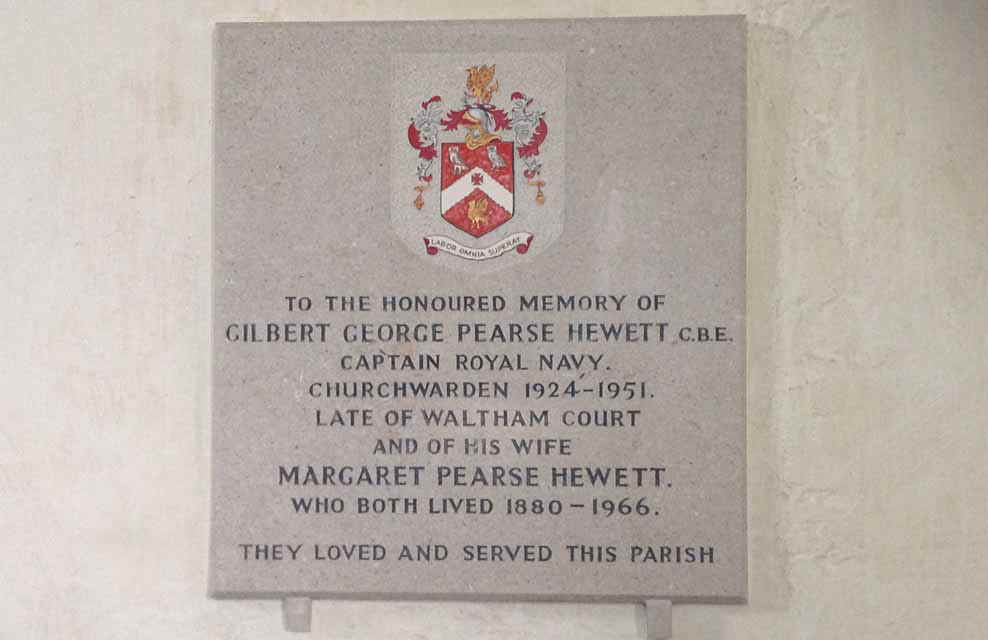 LABOR OMNIA SUPERAT
TO THE HONOURED MEMORY OF
GILBERT GEORGE PEARSE HEWETT C.B.E.
CAPTAIN ROYAL NAVY.
CHURCHWARDEN 1924-1951.
LATE OF WALTHAM COURT
AND OF HIS WIFE
MARGARET PEARSE HEWETT.
WHO BOTH LIVED 1880-1966.
THEY LOVED AND SERVED THIS PARISH